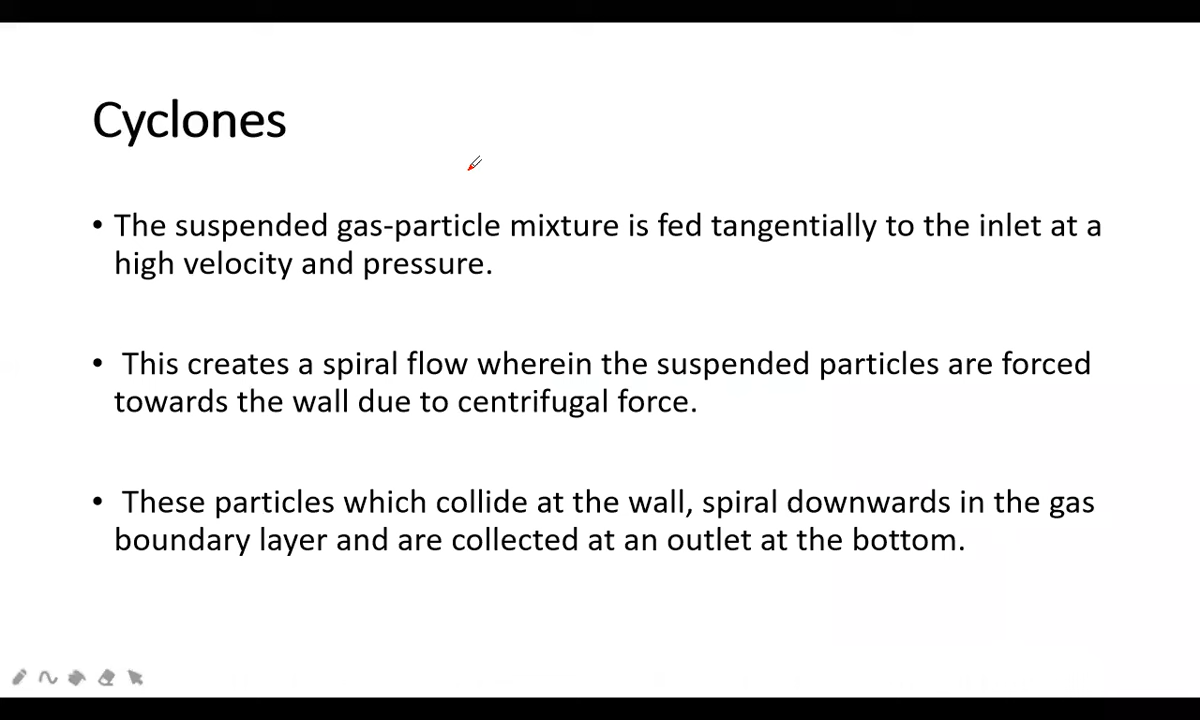 Cyclones
• The suspended gas-particle mixture is fed tangentially to the inlet at a
high velocity and pressure.
• This creates a spiral flow wherein the suspended particles are forced
towards the wall due to centrifugal force.
• These particles which collide at the wall, spiral downwards in the gas
boundary layer and are collected at an outlet at the bottom.